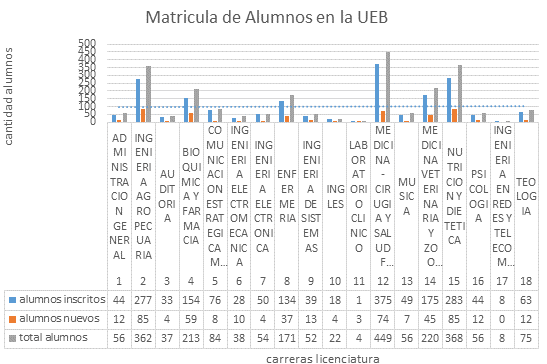 Matricula de Alumnos en la UEB
cantidad alumnos
500
450
400
350
300
250
200
150
100
50
0
ADMINISTRACION GENERAL
INGENIERIA AGROPECUARIA
AUDITORIA
BIOQUIMICA Y FARMACIA
COMUNICACION ESTRATEGICA M...
INGENIERIA ELECTROMECANICA
INGENIERIA ELECTRONICA
ENFERMERIA
INGENIERIA DE SISTEMAS
INGLES
LABORATORIO CLINICO
MEDICINA - CIRUGIA Y SALUD F...
MUSICA
MEDICINA VETERINARIA Y ZOO...
NUTRICION Y DIETETICA
PSICOLOGIA
INGENIERIA EN REDES Y TELECOM...
TEOLOGIA
1 2 3 4 5 6 7 8 9 10 11 12 13 14 15 16 17 18
alumnos inscritos 44 277 33 154 76 28 50 134 39 18 1 375 49 175 283 44 8 63
alumnos nuevos 12 85 4 59 8 10 4 37 13 4 3 74 7 45 85 12 0 12
total alumnos 56 362 37 213 84 38 54 171 52 22 4 449 56 220 368 56 8 75
carreras licenciatura